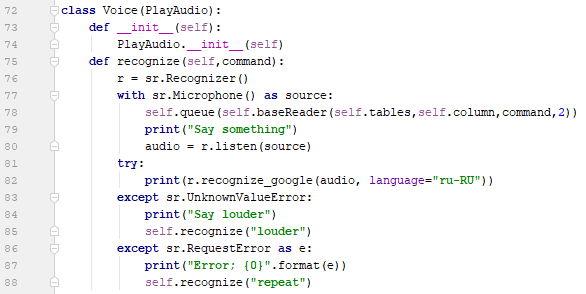 72 class Voice(PlayAudio):
73     def __init__(self):
74         PlayAudio.__init__(self)
75     def recognize(self,command):
76         r = sr.Recognizer()
77         with sr.Microphone() as source:
78             self.queue(self.baseReader(self.tables,self.column,command,2))
79             print("Say something")
80             audio = r.listen(source)
81         try:
82             print(r.recognize_google(audio, language="ru-RU"))
83         except sr.UnknownValueError:
84             print("Say louder")
85             self.recognize("louder")
86         except sr.RequestError as e:
87             print("Error; {0}".format(e))
88             self.recognize("repeat")